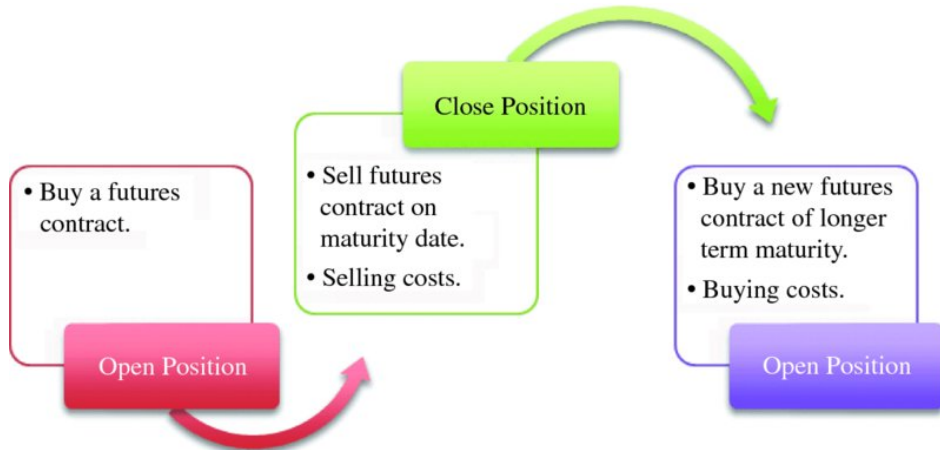 • Buy a futures
contract.
Open Position
Close Position
• Sell futures
contract on
maturity date.
• Selling costs.
• Buy a new futures
contract of longer
term maturity.
• Buying costs.
Open Position